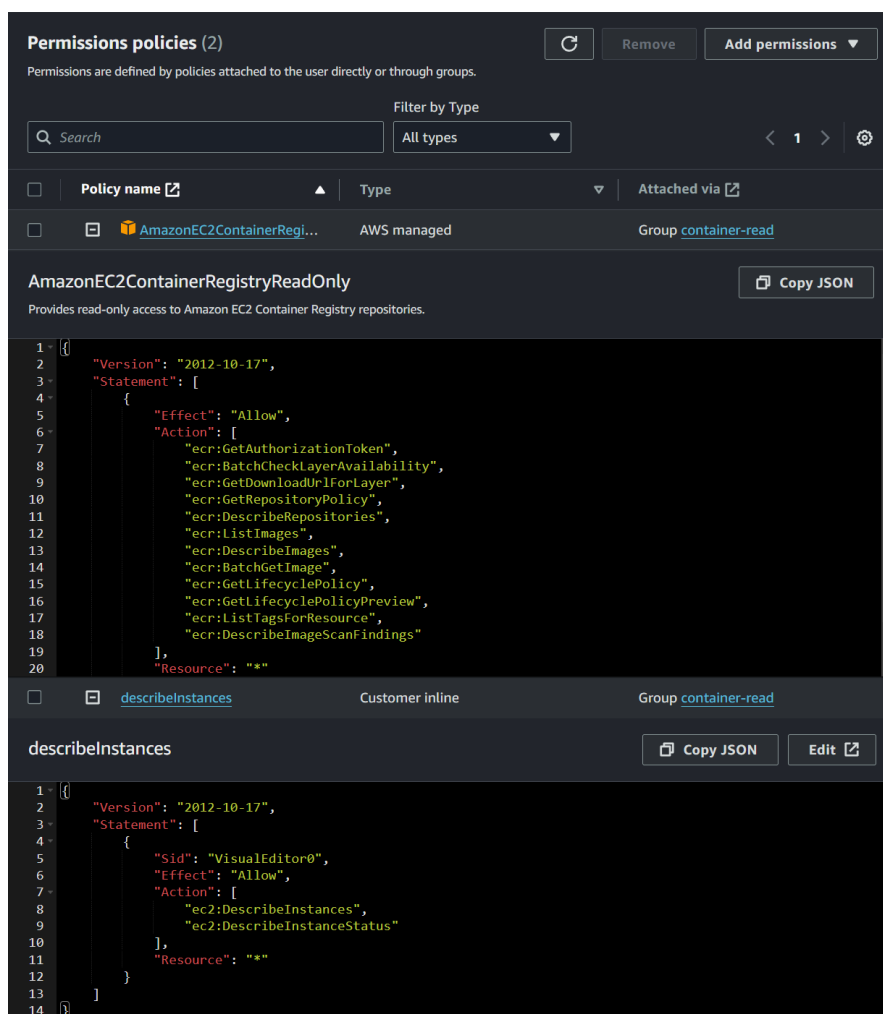 Permissions policies (2)
Remove
Add permissions
Permissions are defined by policies attached to the user directly or through groups.
Filter by Type
Search
All types
1
Policy name
Type
Attached via
AmazonEC2ContainerRegi...
AWS managed
Group container-read
AmazonEC2ContainerRegistryReadOnly
Copy JSON
Provides read-only access to Amazon EC2 Container Registry repositories.
1 {
2 "Version": "2012-10-17",
3 "Statement": [
4 {
5 "Effect": "Allow",
6 "Action": [
7 "ecr:GetAuthorizationToken",
8 "ecr:BatchCheckLayerAvailability",
9 "ecr:GetDownloadUrlForLayer",
10 "ecr:GetRepositoryPolicy",
11 "ecr:DescribeRepositories",
12 "ecr:ListImages",
13 "ecr:DescribeImages",
14 "ecr:BatchGetImage",
15 "ecr:GetLifecyclePolicy",
16 "ecr:GetLifecyclePolicyPreview",
17 "ecr:ListTagsForResource",
18 "ecr:DescribeImageScanFindings"
19 ],
20 "Resource": "*"
describeInstances
Customer inline
Group container-read
describeInstances
Copy JSON
Edit
1 {
2 "Version": "2012-10-17",
3 "Statement": [
4 {
5 "Sid": "VisualEditor0",
6 "Effect": "Allow",
7 "Action": [
8 "ec2:DescribeInstances",
9 "ec2:DescribeInstanceStatus"
10 ],
11 "Resource": "*"
12 }
13 ]
14 }